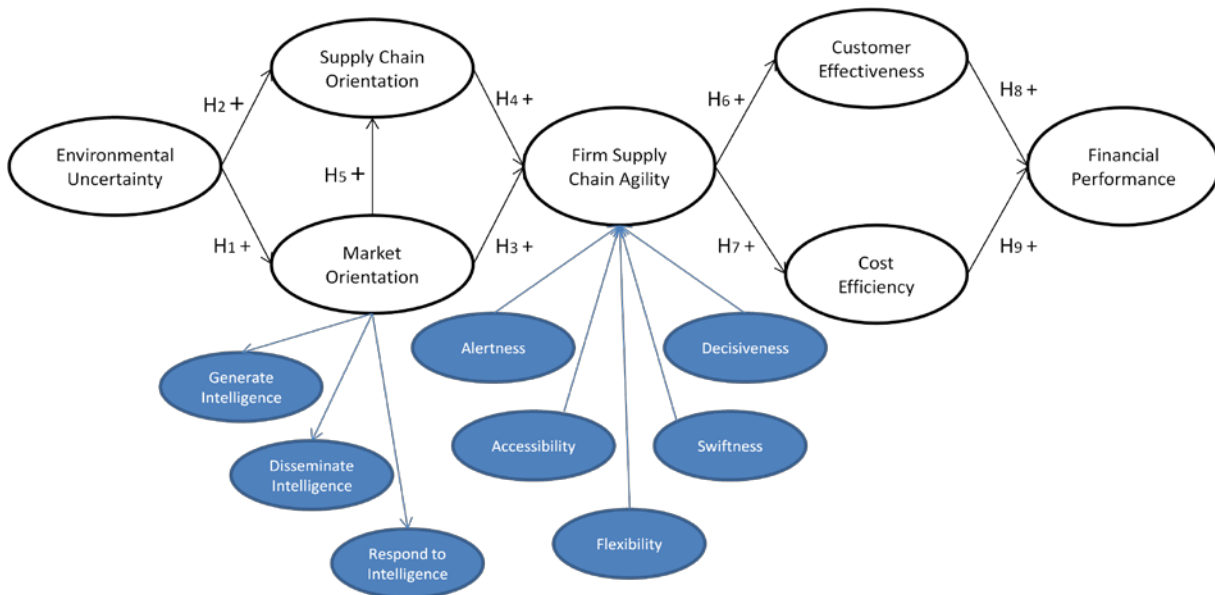 Supply Chain
Orientation
Customer
Effectiveness
H2 +
H4 +
H6 +
H8 +
Environmental
Uncertainty
H5 +
Firm Supply
Chain Agility
Financial
Performance
H1 +
Market
Orientation
H3 +
H7 +
Cost
Efficiency
H9 +
Alertness
Decisiveness
Generate
Intelligence
Accessibility
Swiftness
Disseminate
Intelligence
Flexibility
Respond to
Intelligence